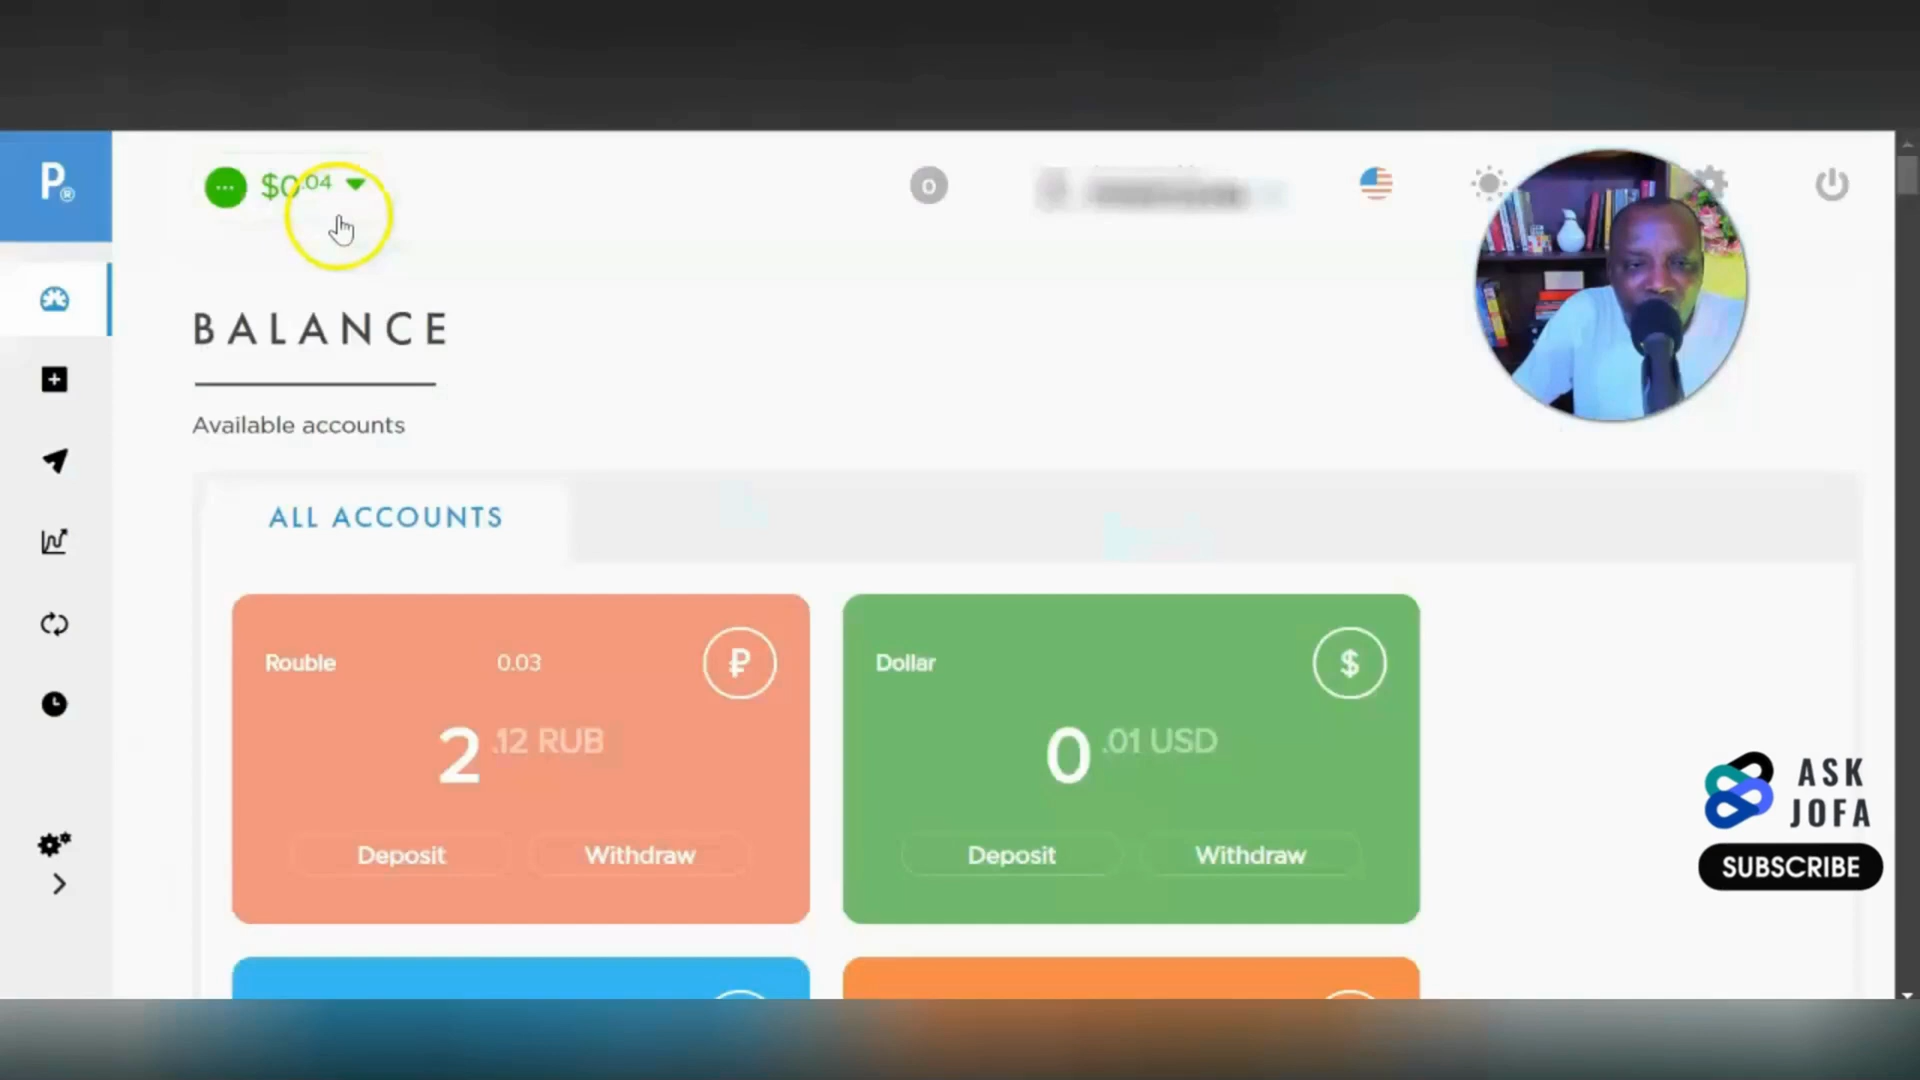 P®
$0.04
0
BALANCE
Available accounts
ALL ACCOUNTS
Rouble 0.03 ₽
2.12 RUB
Deposit Withdraw
Dollar $
0.01 USD
Deposit Withdraw
ASK
JOFA
SUBSCRIBE